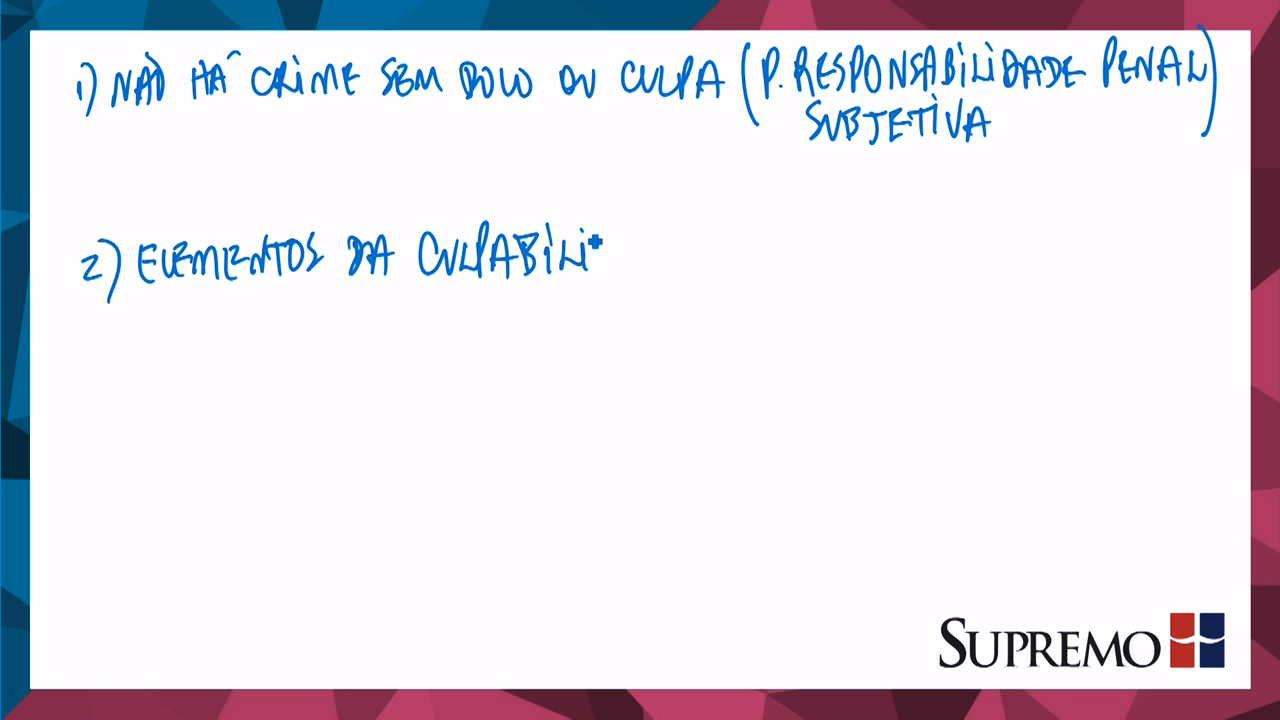 1) NÃO HÁ CRIME SEM DOLO OU CULPA (P. RESPONSABILIDADE PENAL
SUBJETIVA)
2) ELEMENTOS DA CULPABILI
SUPREMO